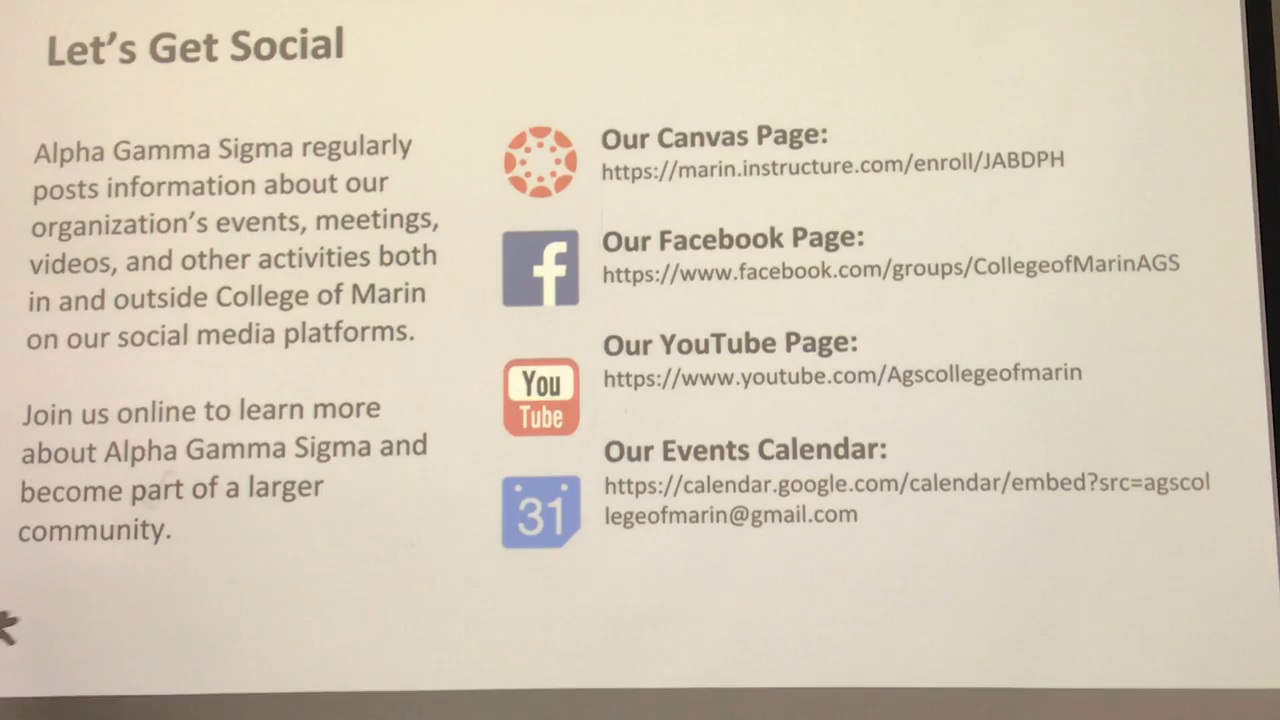 Let's Get Social
Alpha Gamma Sigma regularly
posts information about our
organization's events, meetings,
videos, and other activities both
in and outside College of Marin
on our social media platforms.
Join us online to learn more
about Alpha Gamma Sigma and
become part of a larger
community.
Our Canvas Page:
https://marin.instructure.com/enroll/JABDPH
f
Our Facebook Page:
https://www.facebook.com/groups/CollegeofMarinAGS
You
Tube
Our YouTube Page:
https://www.youtube.com/Agscollegeofmarin
31
Our Events Calendar:
https://calendar.google.com/calendar/embed?src=agscol
legeofmarin@gmail.com